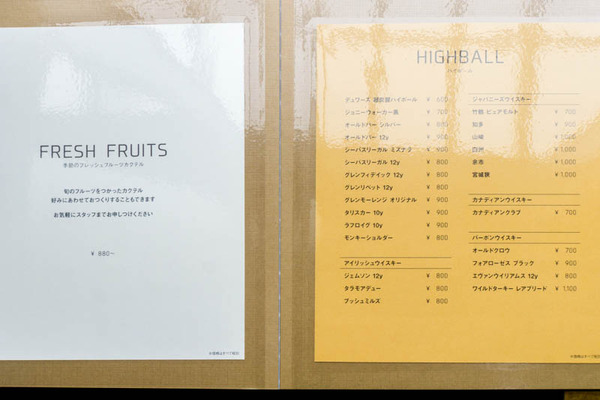 FRESH FRUITS
季節のフレッシュフルーツカクテル
旬のフルーツをつかったカクテル
好みにあわせておつくりすることもできます
お気軽にスタッフまでお申しつけください
¥ 880〜
※価格はすべて税込
HIGHBALL
ハイボール
デュワーズ 樽詰鎮ハイボール ¥ 600
ジョニーウォーカー黒 ¥ 700
オールドパー シルバー ¥ 800
オールドパー 12y ¥ 900
シーバスリーガル ミズナラ ¥ 900
シーバスリーガル 12y ¥ 800
グレンフィディック 12y ¥ 800
グレンリベット 12y ¥ 800
グレンモーレンジ オリジナル ¥ 900
タリスカー 10y ¥ 900
ラフロイグ 10y ¥ 900
モンキーショルダー ¥ 800
アイリッシュウイスキー
ジェムソン 12y ¥ 800
タラモアデュー ¥ 800
ブッシュミルズ ¥ 800
ジャパニーズウイスキー
竹鶴 ピュアモルト ¥ 700
知多 ¥ 900
山崎 ¥ 1,000
白州 ¥ 1,000
余市 ¥ 1,000
宮城峡 ¥ 1,000
カナディアンウイスキー
カナディアンクラブ ¥ 700
バーボンウイスキー
オールドクロウ ¥ 700
フォアローゼス ブラック ¥ 900
エヴァンウイリアムス 12y ¥ 800
ワイルドターキー レアブリード ¥ 1,100
※価格はすべて税込